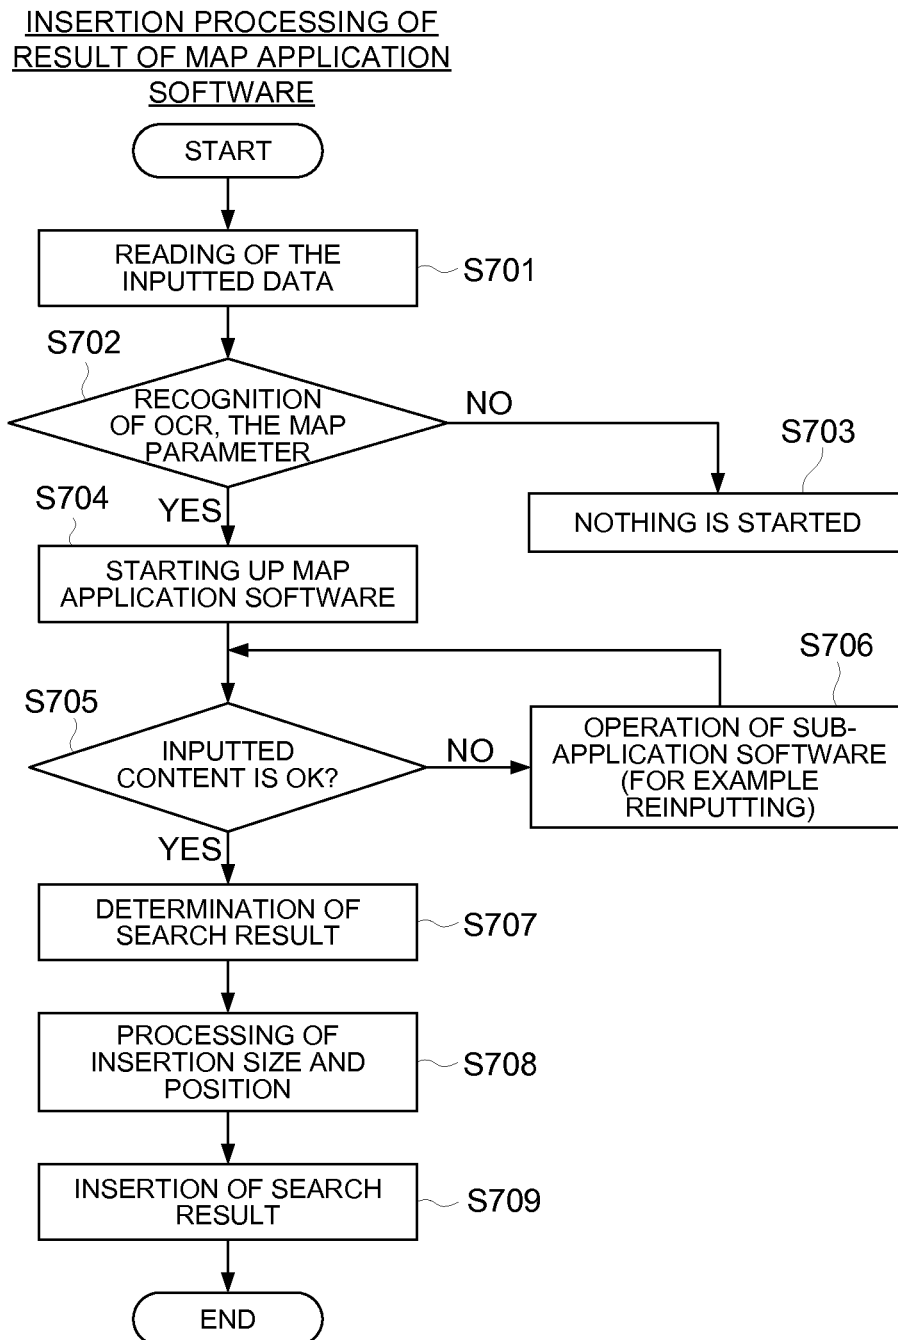 INSERTION PROCESSING OF
RESULT OF MAP APPLICATION
SOFTWARE
START
READING OF THE
INPUTTED DATA
S701
S702
RECOGNITION
OF OCR, THE MAP
PARAMETER
NO
S703
NOTHING IS STARTED
YES
S704
STARTING UP MAP
APPLICATION SOFTWARE
S705
INPUTTED
CONTENT IS OK?
NO
S706
OPERATION OF SUB-
APPLICATION SOFTWARE
(FOR EXAMPLE
REINPUTTING)
YES
DETERMINATION OF
SEARCH RESULT
S707
PROCESSING OF
INSERTION SIZE AND
POSITION
S708
INSERTION OF SEARCH
RESULT
S709
END